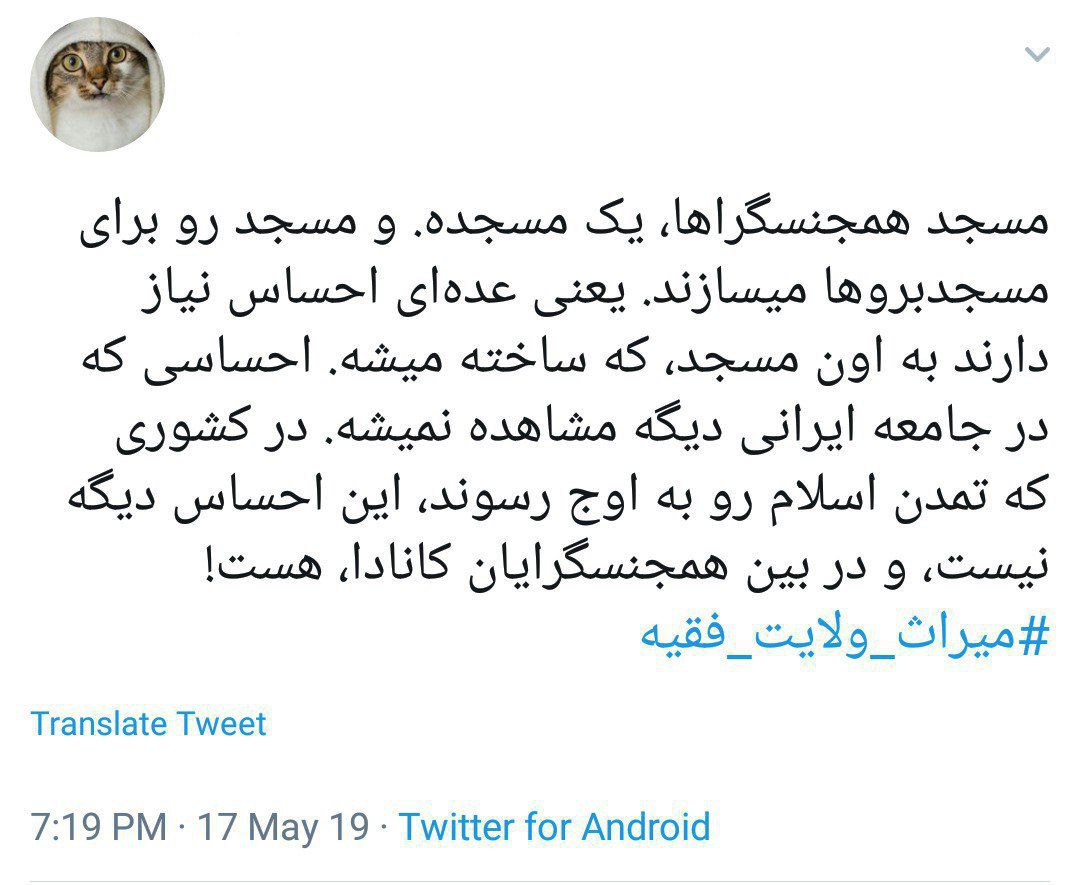 مسجد همجنسگراها، یک مسجده. و مسجد رو برای
مسجدبروها میسازند. یعنی عده‌ای احساس نیاز
دارند به اون مسجد، که ساخته میشه. احساسی که
در جامعه ایرانی دیگه مشاهده نمیشه. در کشوری
که تمدن اسلام رو به اوج رسوند، این احساس دیگه
نیست، و در بین همجنسگرایان کانادا، هست!
#میراث_ولایت_فقیه
Translate Tweet
7:19 PM · 17 May 19 · Twitter for Android